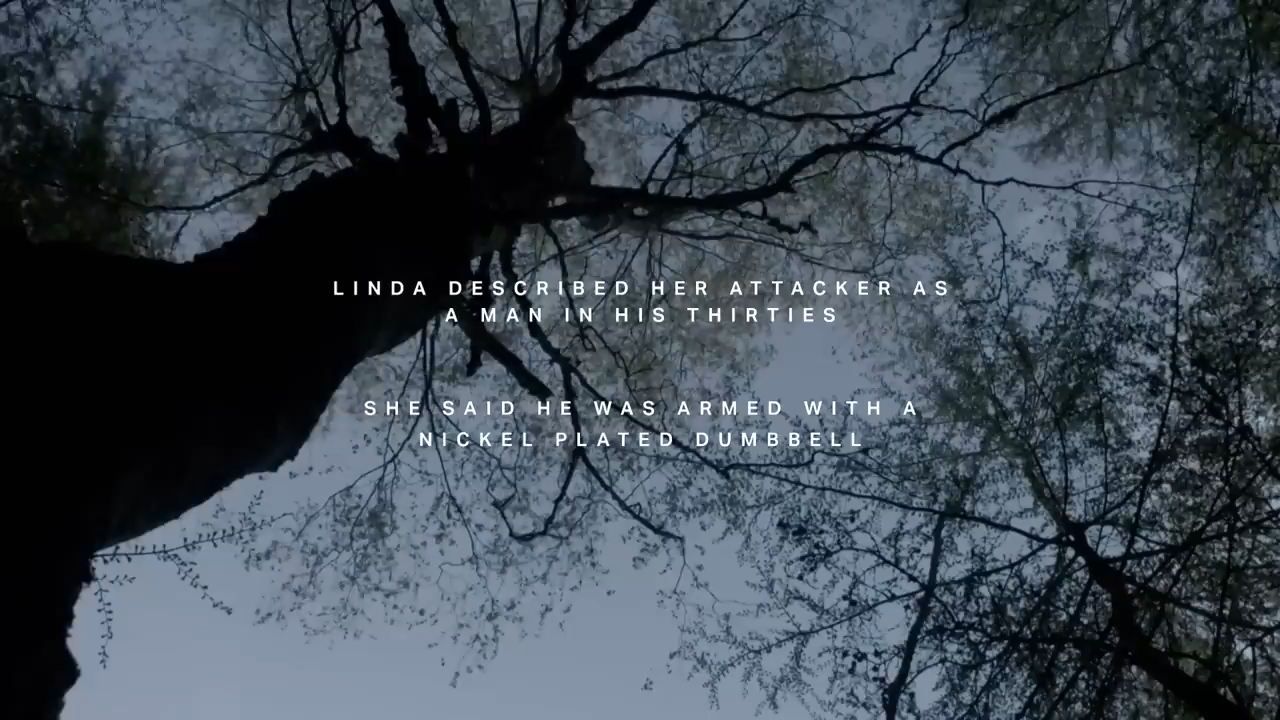 LINDA DESCRIBED HER ATTACKER AS
A MAN IN HIS THIRTIES
SHE SAID HE WAS ARMED WITH A
NICKEL PLATED DUMBBELL